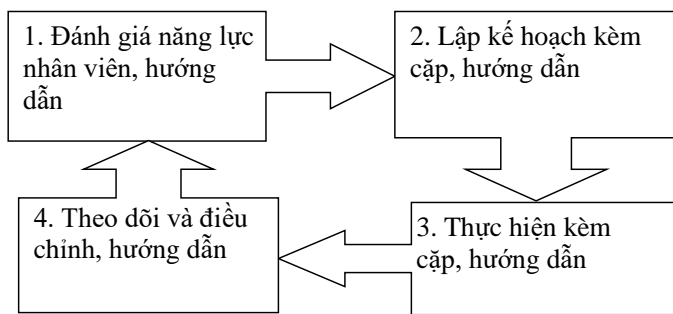 1. Đánh giá năng lực
nhân viên, hướng
dẫn
2. Lập kế hoạch kèm
cặp, hướng dẫn
3. Thực hiện kèm
cặp, hướng dẫn
4. Theo dõi và điều
chỉnh, hướng dẫn